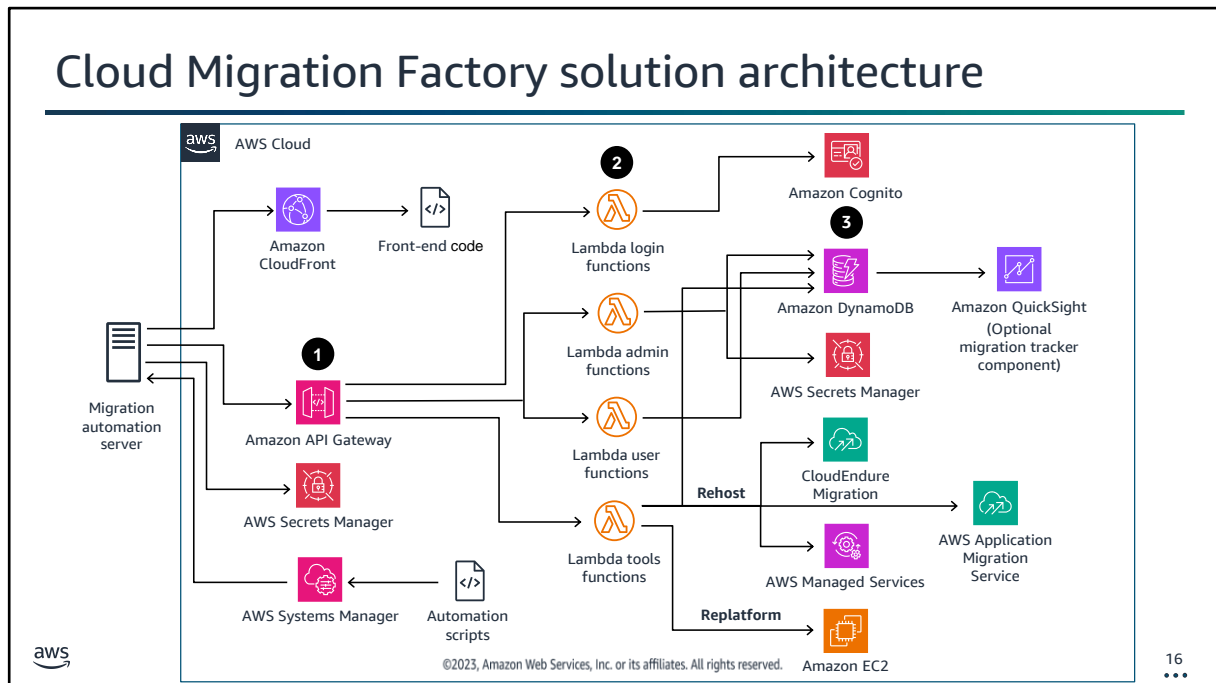 Cloud Migration Factory solution architecture
aws
AWS Cloud
2
Amazon Cognito
Amazon
CloudFront
Front-end code
Lambda login
functions
3
Amazon DynamoDB
Amazon QuickSight
(Optional
migration tracker
component)
1
Lambda admin
functions
AWS Secrets Manager
Migration
automation
server
Amazon API Gateway
Lambda user
functions
CloudEndure
Migration
Rehost
AWS Secrets Manager
Lambda tools
functions
AWS Managed Services
AWS Application
Migration
Service
AWS Systems Manager
Automation
scripts
Replatform
Amazon EC2
aws
©2023, Amazon Web Services, Inc. or its affiliates. All rights reserved.
16